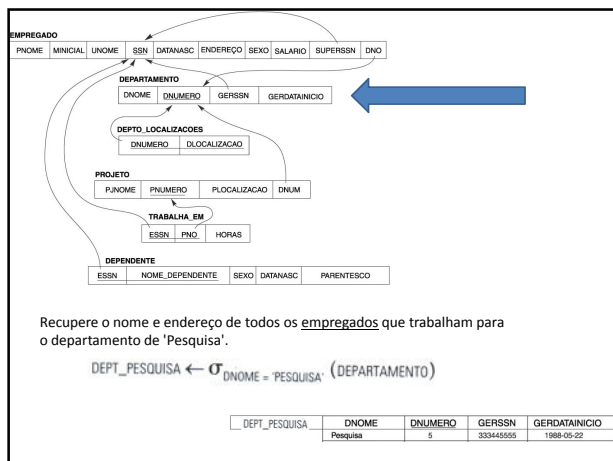 EMPREGADO
PNOME MINICIAL UNOME SSN DATANASC ENDEREÇO SEXO SALARIO SUPERSSN DNO
DEPARTAMENTO
DNOME DNUMERO GERSSN GERDATAINICIO
DEPTO_LOCALIZACOES
DNUMERO DLOCALIZACAO
PROJETO
PJNOME PNUMERO PLOCALIZACAO DNUM
TRABALHA_EM
ESSN PNO HORAS
DEPENDENTE
ESSN NOME_DEPENDENTE SEXO DATANASC PARENTESCO
Recupere o nome e endereço de todos os empregados que trabalham para
o departamento de 'Pesquisa'.
DEPT_PESQUISA ← σ DNOME = 'PESQUISA' (DEPARTAMENTO)
DEPT_PESQUISA DNOME DNUMERO GERSSN GERDATAINICIO
Pesquisa 5 333445555 1988-05-22